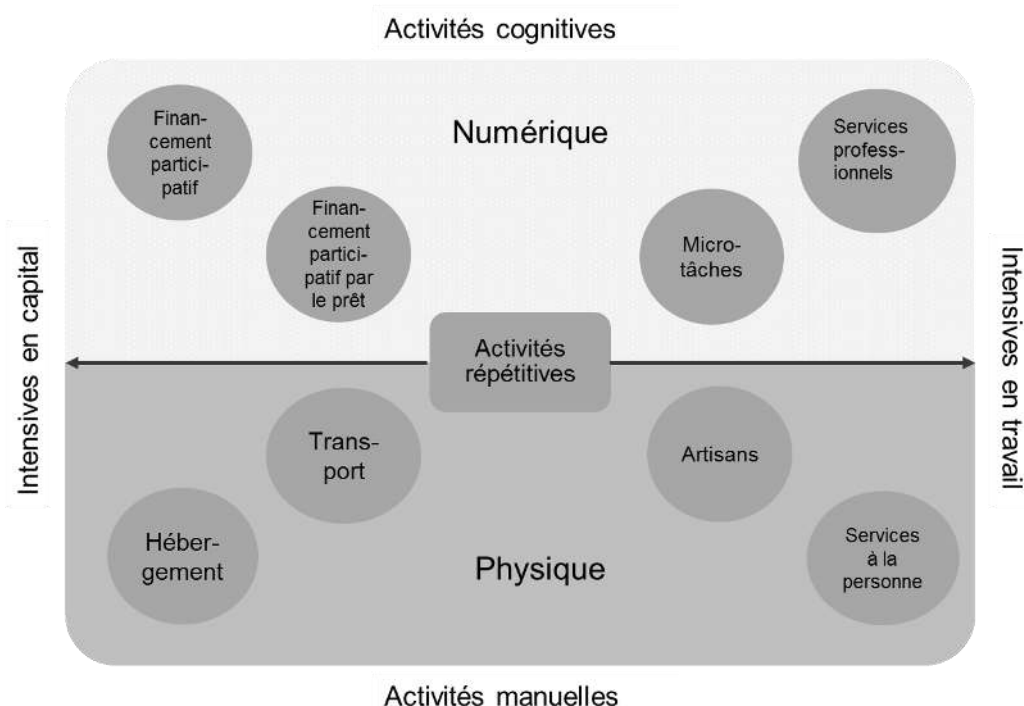 Activités cognitives
Finan-
cement
partici-
patif
Numérique
Services
profess-
ionnels
Finan-
cement
partici-
patif par
le prêt
Micro-
tâches
Intensives en capital
Intensives en travail
Activités
répétitives
Trans-
port
Artisans
Héber-
gement
Physique
Services
à la
personne
Activités manuelles